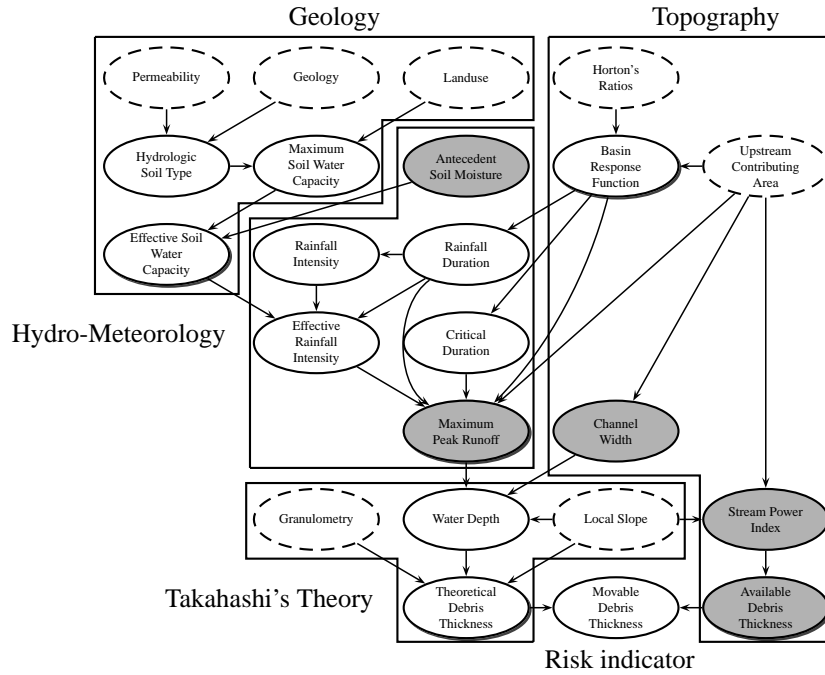 Geology
Topography
Permeability
Geology
Landuse
Horton's
Ratios
Hydrologic
Soil Type
Maximum
Soil Water
Capacity
Antecedent
Soil Moisture
Basin
Response
Function
Upstream
Contributing
Area
Effective Soil
Water
Capacity
Rainfall
Intensity
Rainfall
Duration
Hydro-Meteorology
Effective
Rainfall
Intensity
Critical
Duration
Maximum
Peak Runoff
Channel
Width
Granulometry
Water Depth
Local Slope
Stream Power
Index
Takahashi's Theory
Theoretical
Debris
Thickness
Movable
Debris
Thickness
Available
Debris
Thickness
Risk indicator